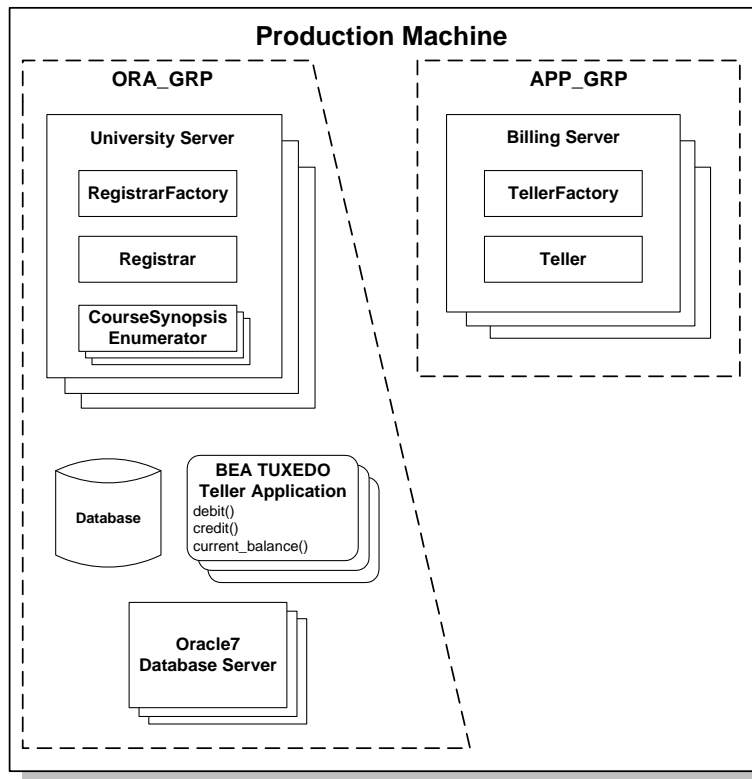 Production Machine
ORA_GRP
University Server
RegistrarFactory
Registrar
CourseSynopsis
Enumerator
Database
BEA TUXEDO
Teller Application
debit()
credit()
current_balance()
Oracle7
Database Server
APP_GRP
Billing Server
TellerFactory
Teller